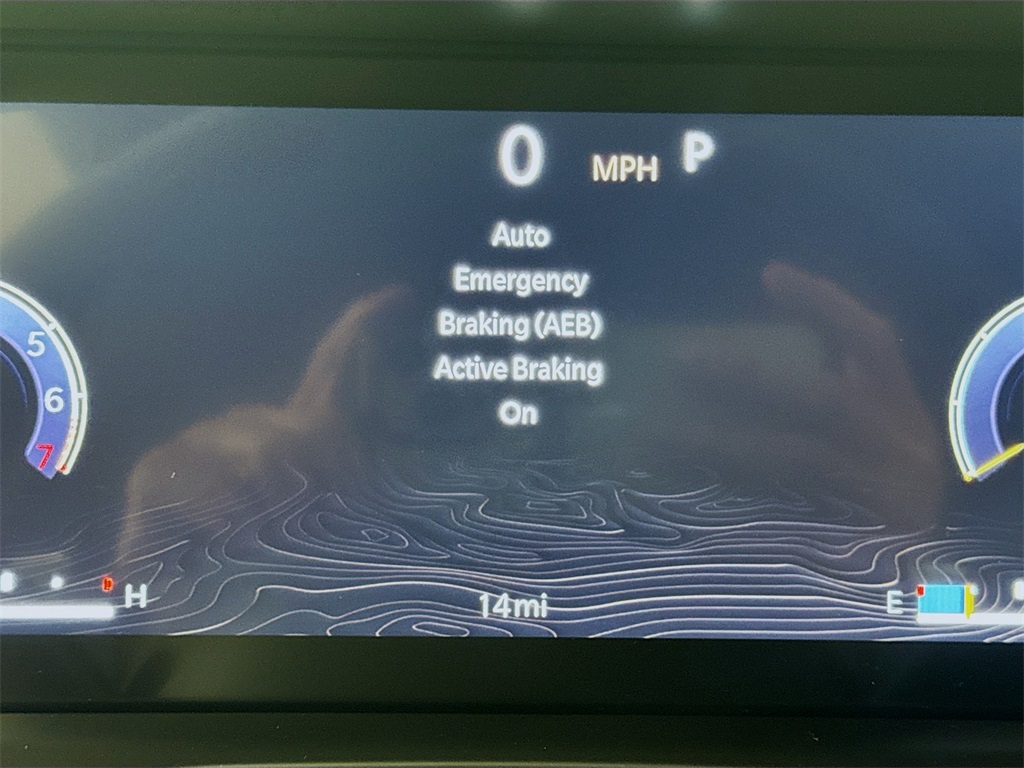 0 MPH P
Auto
Emergency
Braking (AEB)
Active Braking
On
5
6
7
H
14mi
E